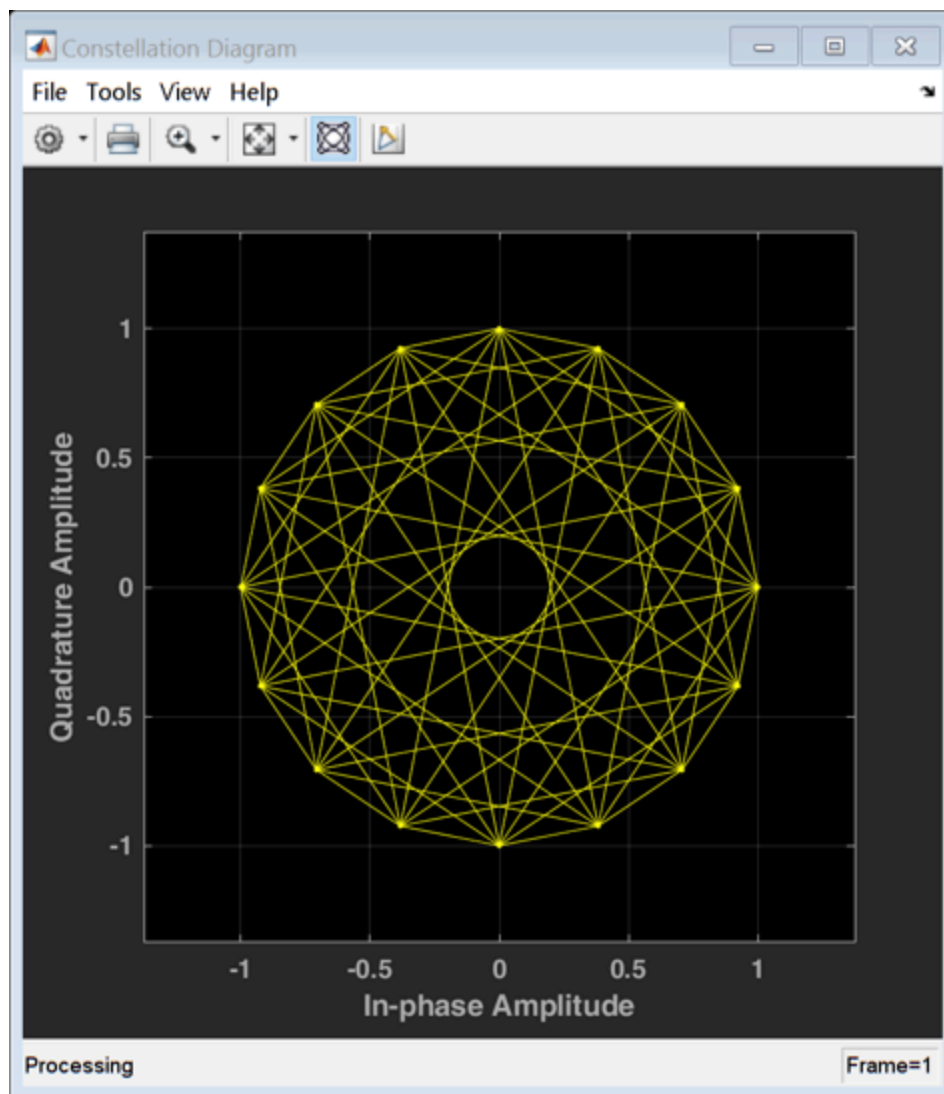 Constellation Diagram
File Tools View Help
1
0.5
0
-0.5
-1
Quadrature Amplitude
-1 -0.5 0 0.5 1
In-phase Amplitude
Processing Frame=1